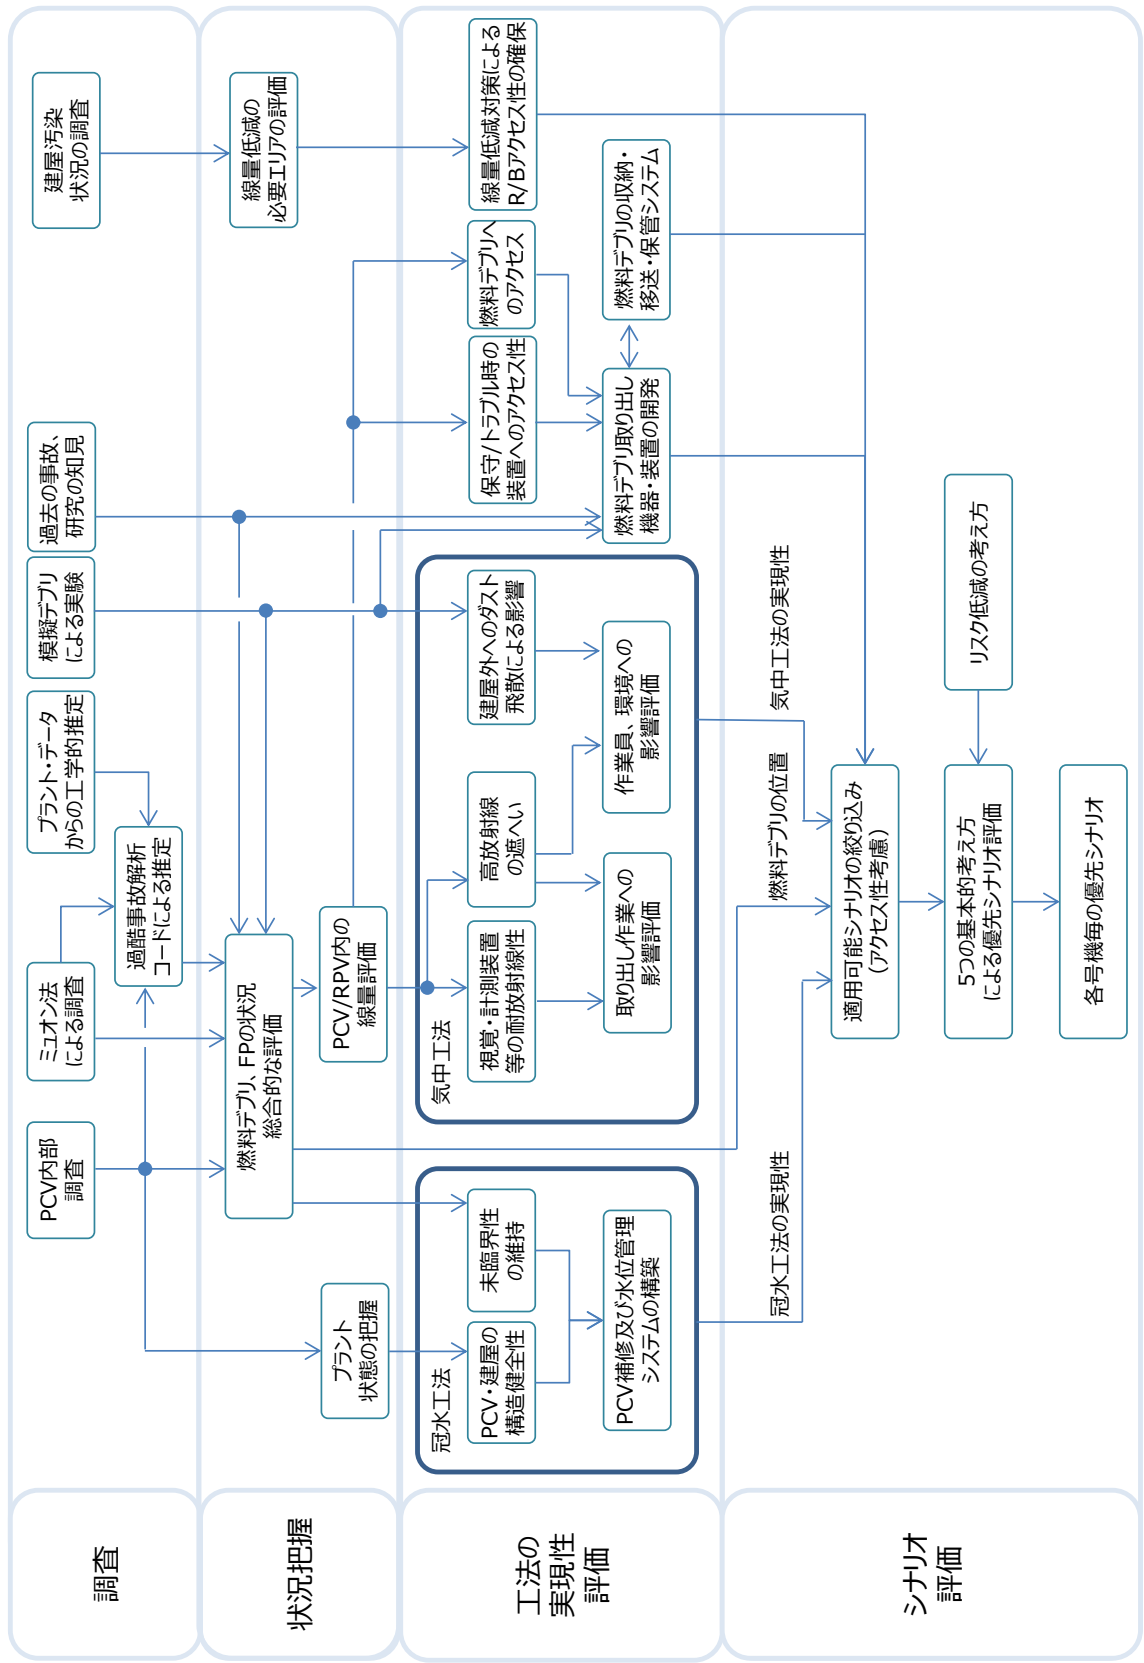 調査
PCV内部
調査
ミュオン法
による調査
プラント・データ
からの工学的推定
模擬デブリ
による実験
過去の事故、
研究の知見
建屋汚染
状況の調査
過酷事故解析
コードによる推定
状況把握
燃料デブリ、FPの状況
総合的な評価
線量低減の
必要エリアの評価
プラント
状態の把握
PCV/RPV内の
線量評価
工法の
実現性
評価
冠水工法
PCV・建屋の
構造健全性
未臨界性
の維持
PCV補修及び水位管理
システムの構築
気中工法
視覚・計測装置
等の耐放射線性
高放射線
の遮へい
建屋外へのダスト
飛散による影響
取り出し作業への
影響評価
作業員、環境への
影響評価
保守/トラブル時の
装置へのアクセス性
燃料デブリへ
のアクセス
線量低減対策による
R/Bアクセス性の確保
燃料デブリ取り出し
機器・装置の開発
燃料デブリの収納・
移送・保管システム
シナリオ
評価
冠水工法の実現性
燃料デブリの位置
気中工法の実現性
適用可能シナリオの絞り込み
（アクセス性考慮）
5つの基本的考え方
による優先シナリオ評価
リスク低減の考え方
各号機毎の優先シナリオ